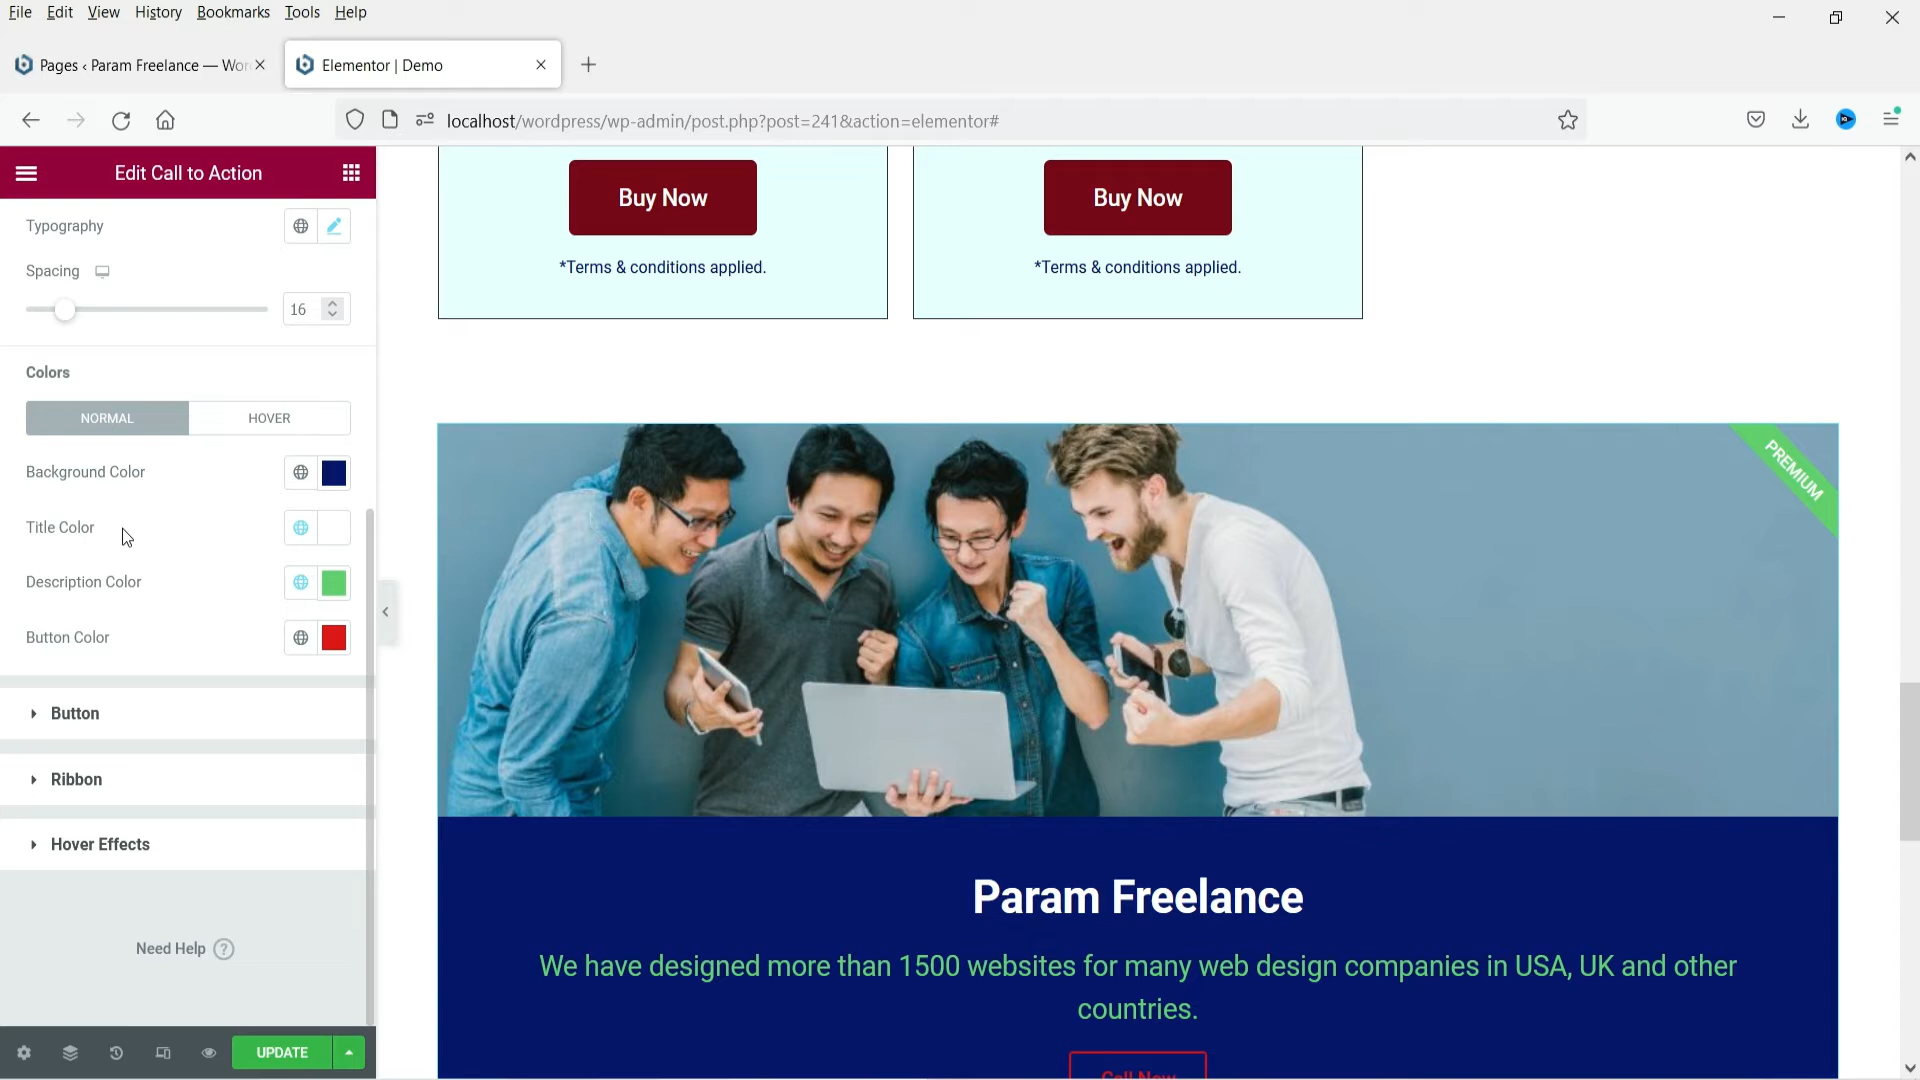 File Edit View History Bookmarks Tools Help
Pages ‹ Param Freelance — Wor
Elementor | Demo
localhost/wordpress/wp-admin/post.php?post=241&action=elementor#
Edit Call to Action
Typography
Spacing
16
Colors
NORMAL HOVER
Background Color
Title Color
Description Color
Button Color
Button
Ribbon
Hover Effects
Need Help ?
UPDATE
Buy Now Buy Now
*Terms & conditions applied. *Terms & conditions applied.
PREMIUM
Param Freelance
We have designed more than 1500 websites for many web design companies in USA, UK and other
countries.
Call Now